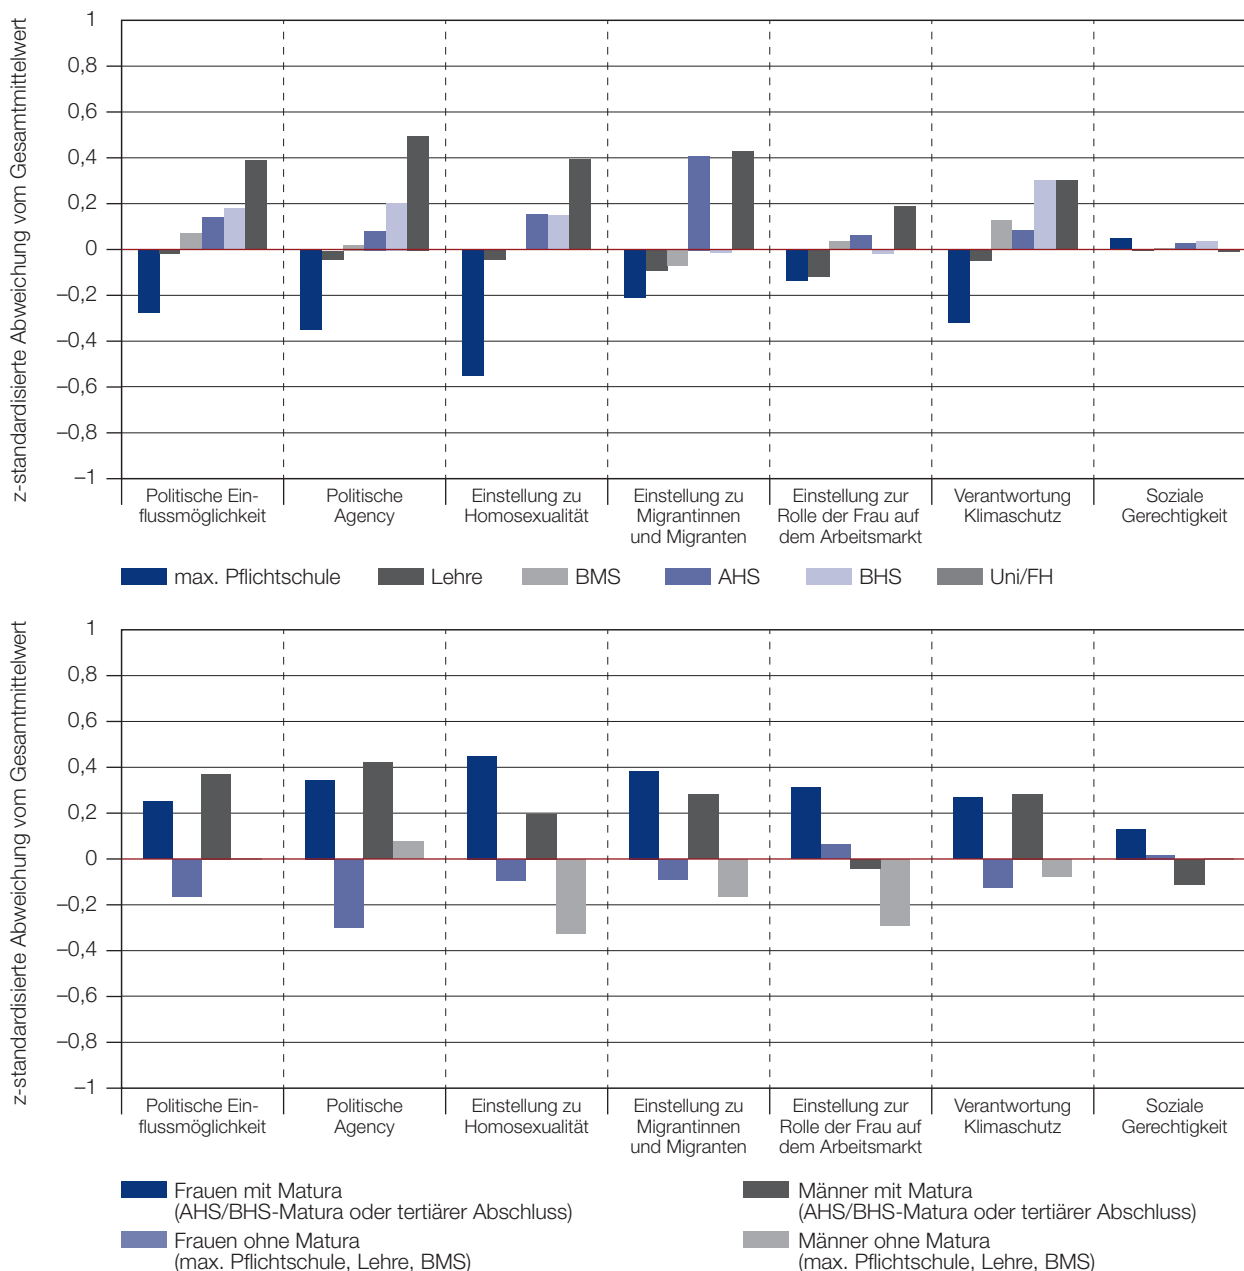 z-standardisierte Abweichung vom Gesamtmittelwert
1
0,8
0,6
0,4
0,2
0
–0,2
–0,4
–0,6
–0,8
–1
Politische Ein-
flussmöglichkeit
Politische
Agency
Einstellung zu
Homosexualität
Einstellung zu
Migrantinnen
und Migranten
Einstellung zur
Rolle der Frau auf
dem Arbeitsmarkt
Verantwortung
Klimaschutz
Soziale
Gerechtigkeit
max. Pflichtschule
Lehre
BMS
AHS
BHS
Uni/FH
z-standardisierte Abweichung vom Gesamtmittelwert
1
0,8
0,6
0,4
0,2
0
–0,2
–0,4
–0,6
–0,8
–1
Politische Ein-
flussmöglichkeit
Politische
Agency
Einstellung zu
Homosexualität
Einstellung zu
Migrantinnen
und Migranten
Einstellung zur
Rolle der Frau auf
dem Arbeitsmarkt
Verantwortung
Klimaschutz
Soziale
Gerechtigkeit
Frauen mit Matura
(AHS/BHS-Matura oder tertiärer Abschluss)
Frauen ohne Matura
(max. Pflichtschule, Lehre, BMS)
Männer mit Matura
(AHS/BHS-Matura oder tertiärer Abschluss)
Männer ohne Matura
(max. Pflichtschule, Lehre, BMS)